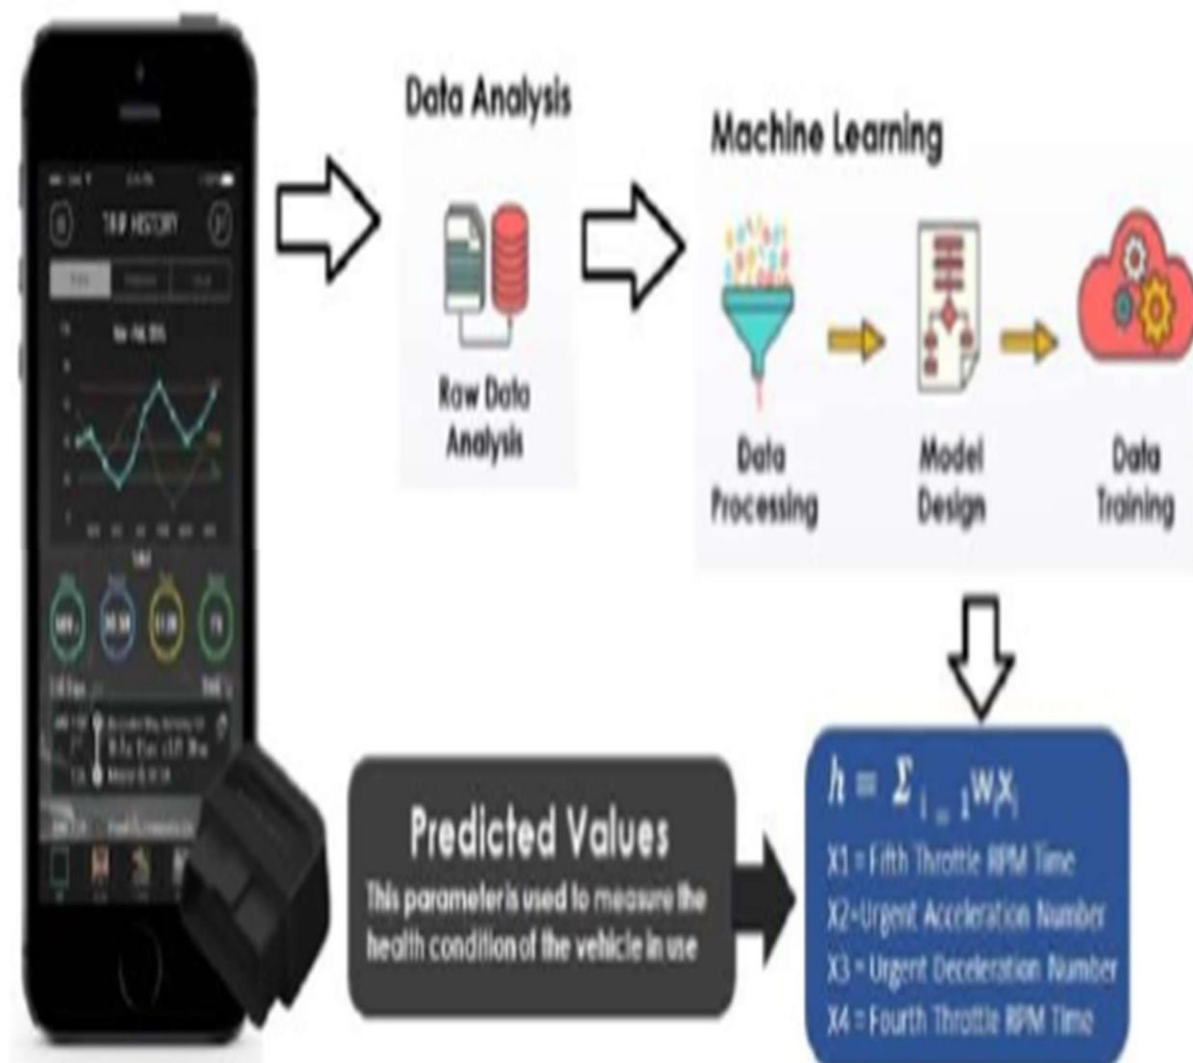 TRIP HISTORY
Data Analysis
Raw Data
Analysis
Machine Learning
Data
Processing
Model
Design
Data
Training
Predicted Values
This parameter is used to measure the
health condition of the vehicle in use
h = Σ i = 1 WiXi
X1 = Fifth Throttle RPM Time
X2=Urgent Acceleration Number
X3 = Urgent Deceleration Number
X4 = Fourth Throttle RPM Time